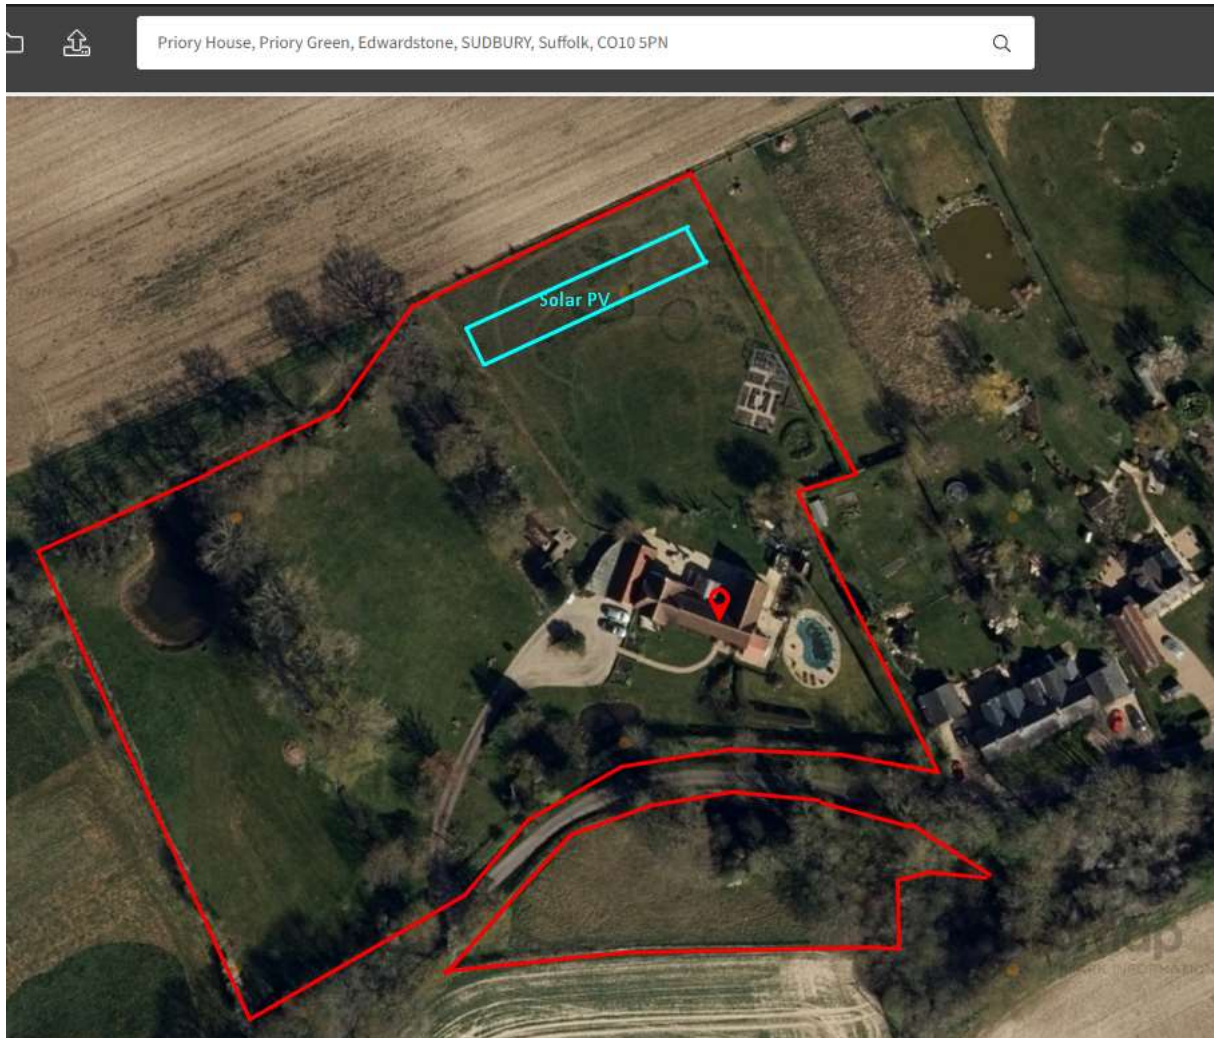 Priory House, Priory Green, Edwardstone, SUDBURY, Suffolk, CO10 5PN
Solar PV